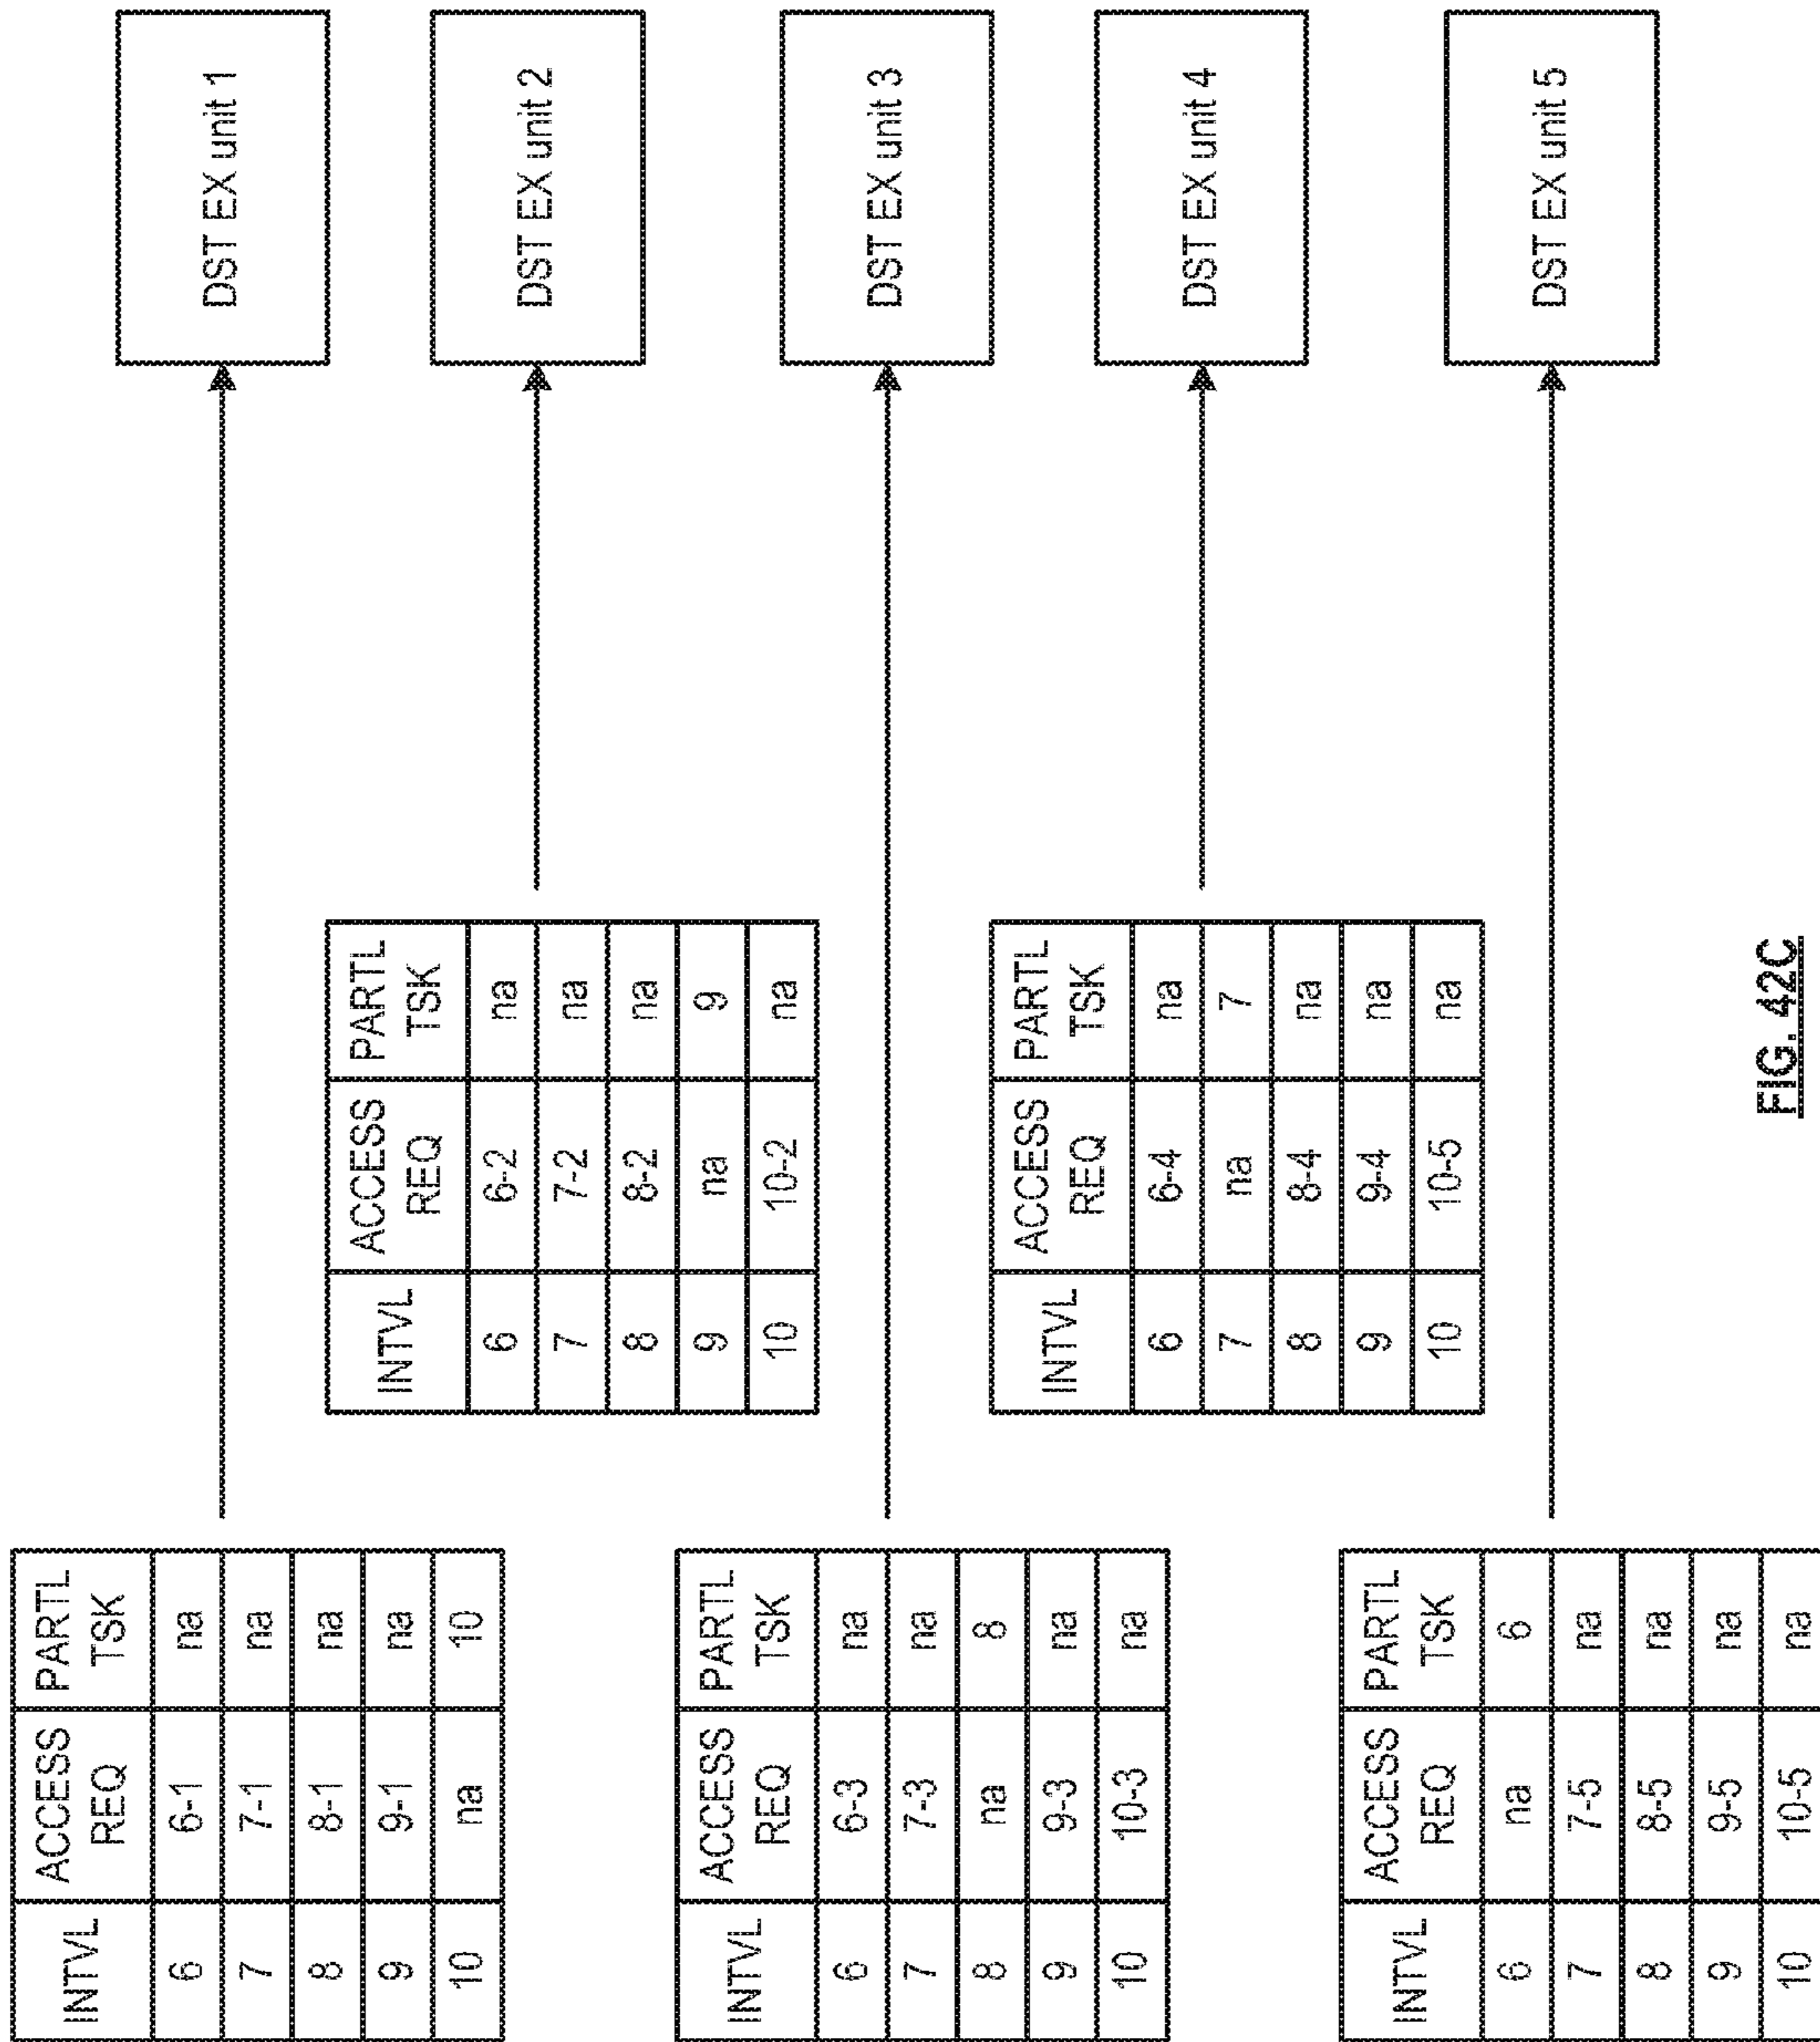 INTVL ACCESS REQ PARTL TSK
6 6-1 na
7 7-1 na
8 8-1 na
9 9-1 na
10 na 10
DST EX unit 1
INTVL ACCESS REQ PARTL TSK
6 6-2 na
7 7-2 na
8 8-2 na
9 na 9
10 10-2 na
DST EX unit 2
INTVL ACCESS REQ PARTL TSK
6 6-3 na
7 7-3 na
8 na 8
9 9-3 na
10 10-3 na
DST EX unit 3
INTVL ACCESS REQ PARTL TSK
6 6-4 na
7 na 7
8 8-4 na
9 9-4 na
10 10-5 na
DST EX unit 4
INTVL ACCESS REQ PARTL TSK
6 na 6
7 7-5 na
8 8-5 na
9 9-5 na
10 10-5 na
DST EX unit 5
FIG. 42C